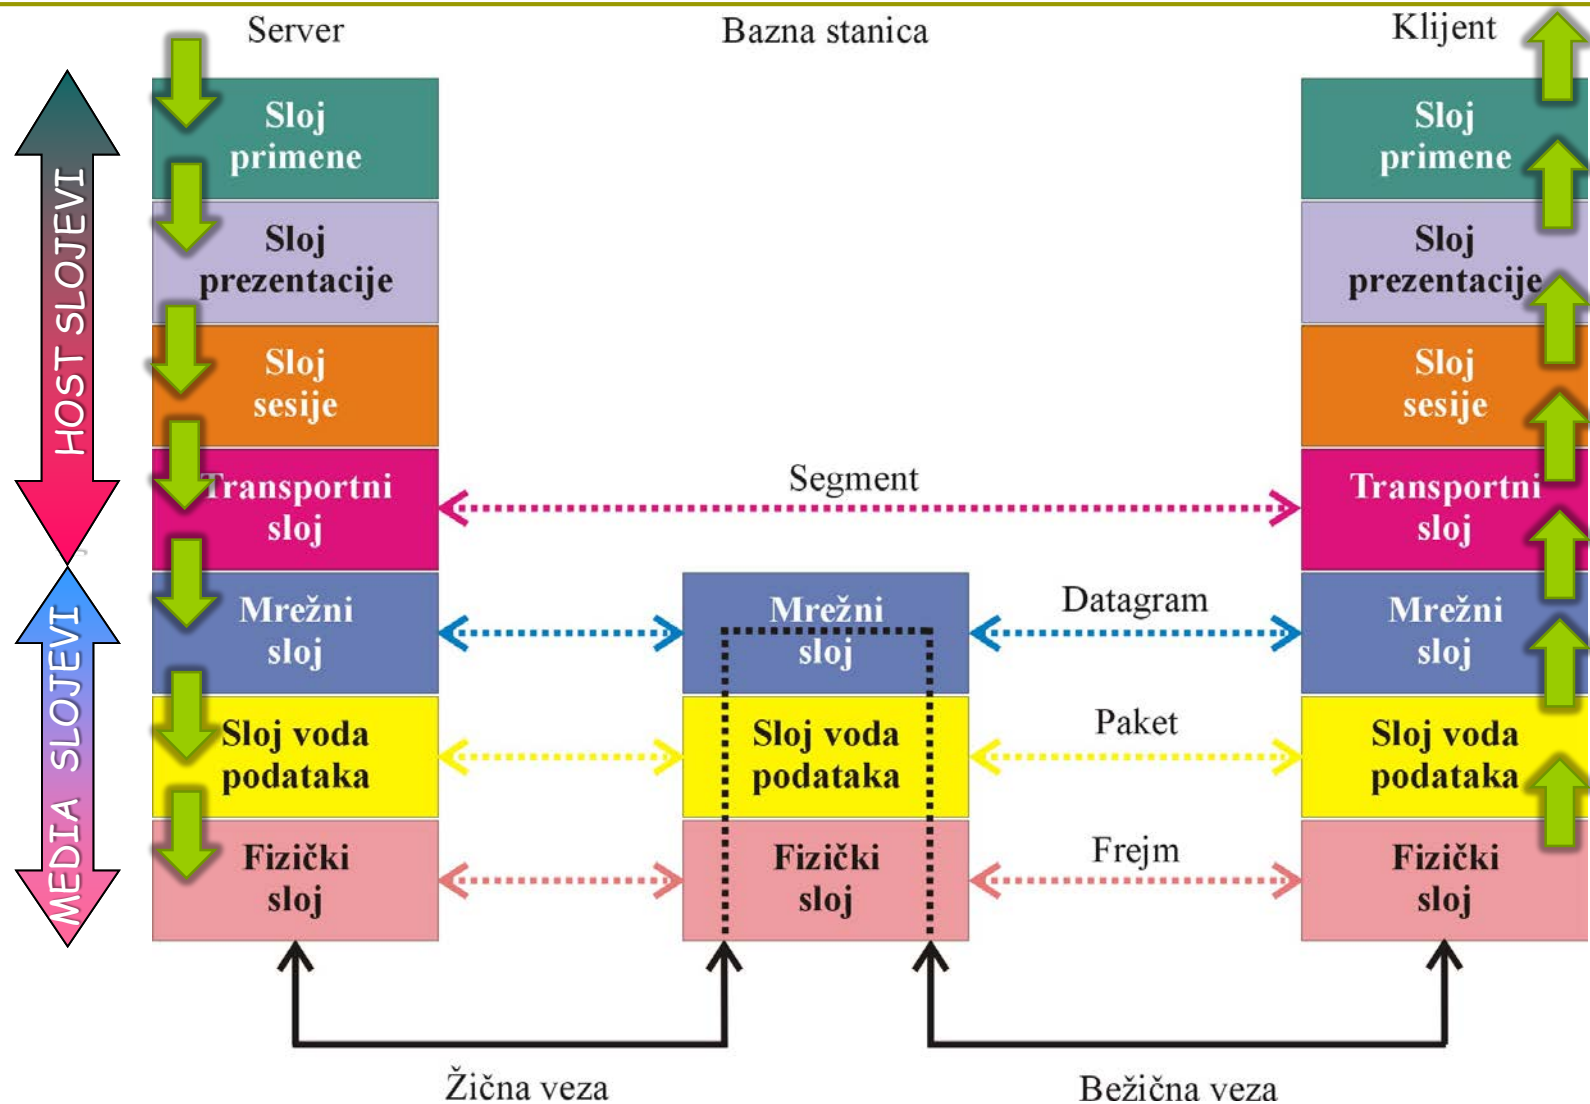 Server
Bazna stanica
Klijent
HOST SLOJEVI
MEDIA SLOJEVI
Sloj
primene
Sloj
prezentacije
Sloj
sesije
Transportni
sloj
Mrežni
sloj
Sloj voda
podataka
Fizički
sloj
Mrežni
sloj
Sloj voda
podataka
Fizički
sloj
Segment
Datagram
Paket
Frejm
Sloj
primene
Sloj
prezentacije
Sloj
sesije
Transportni
sloj
Mrežni
sloj
Sloj voda
podataka
Fizički
sloj
Žična veza
Bežična veza